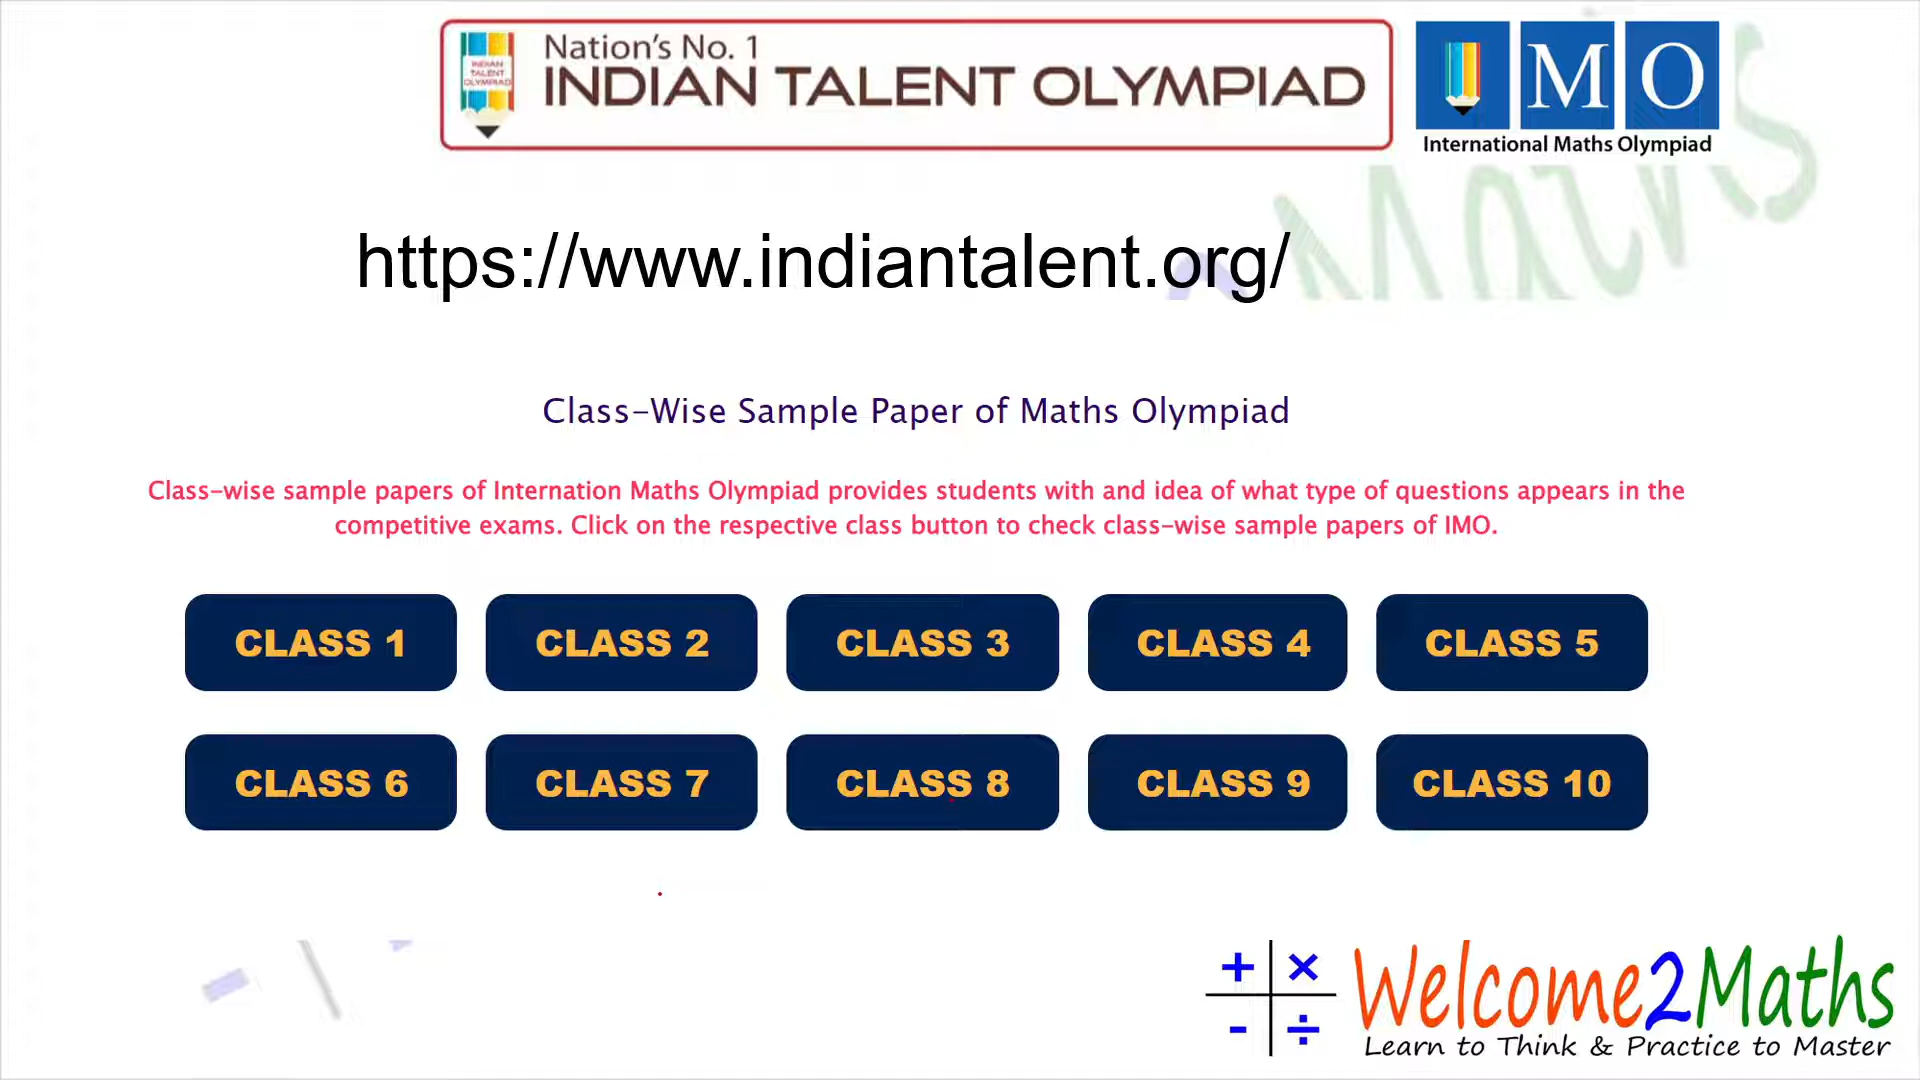 Nation's No. 1
INDIAN TALENT OLYMPIAD
INDIAN
TALENT
OLYMPIAD
M O
International Maths Olympiad
Maths
https://www.indiantalent.org/
Class-Wise Sample Paper of Maths Olympiad
Class-wise sample papers of Internation Maths Olympiad provides students with and idea of what type of questions appears in the
competitive exams. Click on the respective class button to check class-wise sample papers of IMO.
CLASS 1 CLASS 2 CLASS 3 CLASS 4 CLASS 5
CLASS 6 CLASS 7 CLASS 8 CLASS 9 CLASS 10
+ ×
- ÷
Welcome2Maths
Learn to Think & Practice to Master